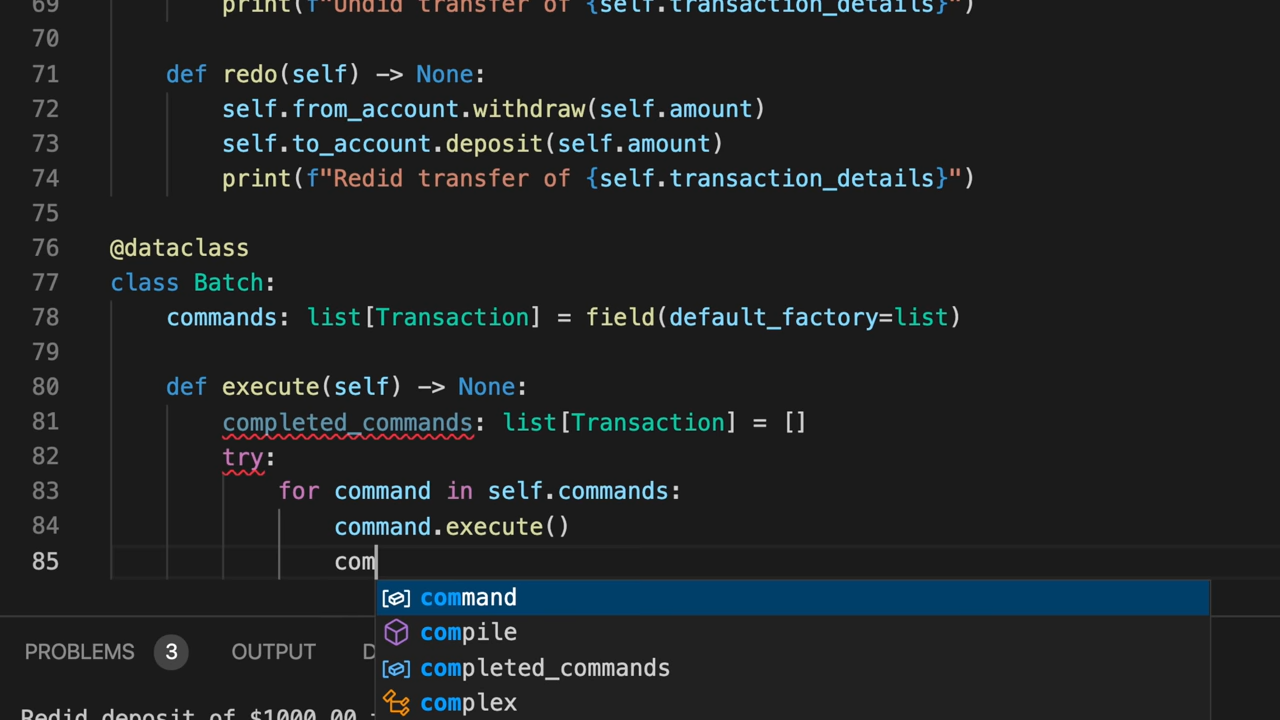 69 print(f"Undid transfer of {self.transaction_details}")
70
71 def redo(self) -> None:
72 self.from_account.withdraw(self.amount)
73 self.to_account.deposit(self.amount)
74 print(f"Redid transfer of {self.transaction_details}")
75
76 @dataclass
77 class Batch:
78 commands: list[Transaction] = field(default_factory=list)
79
80 def execute(self) -> None:
81 completed_commands: list[Transaction] = []
82 try:
83 for command in self.commands:
84 command.execute()
85 com
command
compile
completed_commands
complex
PROBLEMS 3 OUTPUT D
Redid deposit of $1000.00